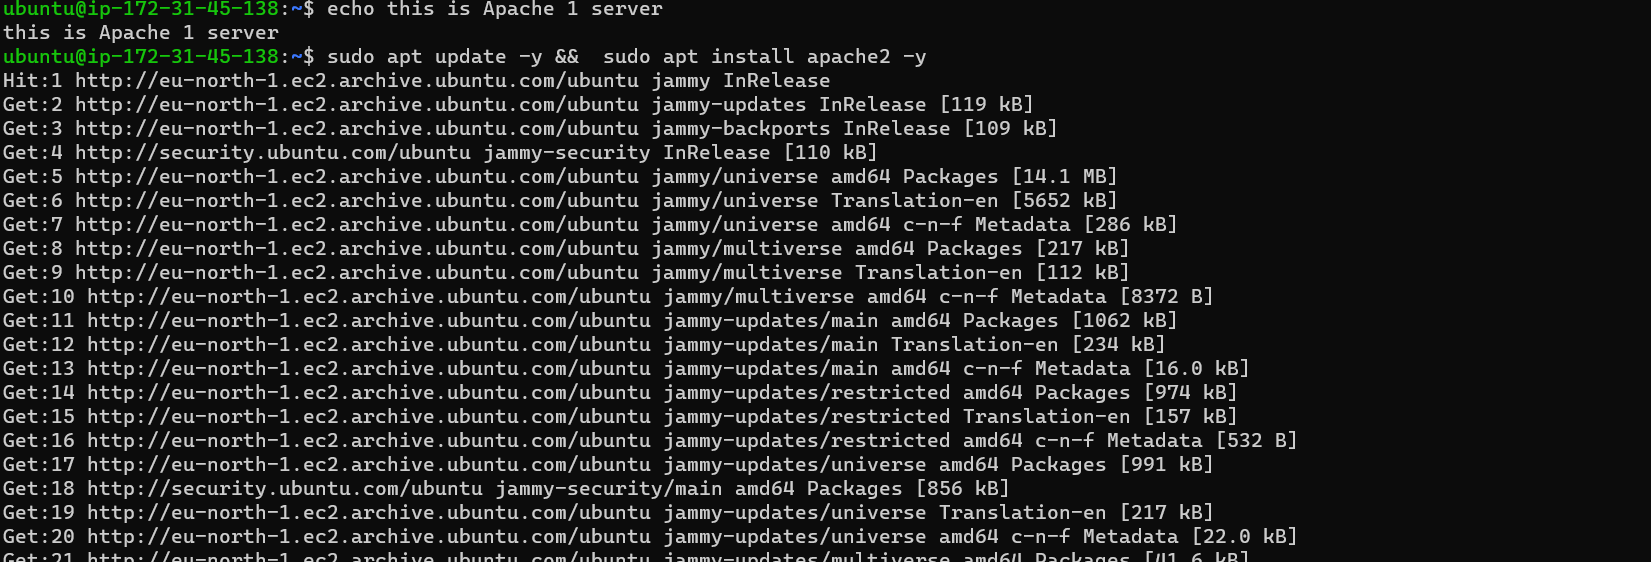 ubuntu@ip-172-31-45-138:~$ echo this is Apache 1 server
this is Apache 1 server
ubuntu@ip-172-31-45-138:~$ sudo apt update -y &&  sudo apt install apache2 -y
Hit:1 http://eu-north-1.ec2.archive.ubuntu.com/ubuntu jammy InRelease
Get:2 http://eu-north-1.ec2.archive.ubuntu.com/ubuntu jammy-updates InRelease [119 kB]
Get:3 http://eu-north-1.ec2.archive.ubuntu.com/ubuntu jammy-backports InRelease [109 kB]
Get:4 http://security.ubuntu.com/ubuntu jammy-security InRelease [110 kB]
Get:5 http://eu-north-1.ec2.archive.ubuntu.com/ubuntu jammy/universe amd64 Packages [14.1 MB]
Get:6 http://eu-north-1.ec2.archive.ubuntu.com/ubuntu jammy/universe Translation-en [5652 kB]
Get:7 http://eu-north-1.ec2.archive.ubuntu.com/ubuntu jammy/universe amd64 c-n-f Metadata [286 kB]
Get:8 http://eu-north-1.ec2.archive.ubuntu.com/ubuntu jammy/multiverse amd64 Packages [217 kB]
Get:9 http://eu-north-1.ec2.archive.ubuntu.com/ubuntu jammy/multiverse Translation-en [112 kB]
Get:10 http://eu-north-1.ec2.archive.ubuntu.com/ubuntu jammy/multiverse amd64 c-n-f Metadata [8372 B]
Get:11 http://eu-north-1.ec2.archive.ubuntu.com/ubuntu jammy-updates/main amd64 Packages [1062 kB]
Get:12 http://eu-north-1.ec2.archive.ubuntu.com/ubuntu jammy-updates/main Translation-en [234 kB]
Get:13 http://eu-north-1.ec2.archive.ubuntu.com/ubuntu jammy-updates/main amd64 c-n-f Metadata [16.0 kB]
Get:14 http://eu-north-1.ec2.archive.ubuntu.com/ubuntu jammy-updates/restricted amd64 Packages [974 kB]
Get:15 http://eu-north-1.ec2.archive.ubuntu.com/ubuntu jammy-updates/restricted Translation-en [157 kB]
Get:16 http://eu-north-1.ec2.archive.ubuntu.com/ubuntu jammy-updates/restricted amd64 c-n-f Metadata [532 B]
Get:17 http://eu-north-1.ec2.archive.ubuntu.com/ubuntu jammy-updates/universe amd64 Packages [991 kB]
Get:18 http://security.ubuntu.com/ubuntu jammy-security/main amd64 Packages [856 kB]
Get:19 http://eu-north-1.ec2.archive.ubuntu.com/ubuntu jammy-updates/universe Translation-en [217 kB]
Get:20 http://eu-north-1.ec2.archive.ubuntu.com/ubuntu jammy-updates/universe amd64 c-n-f Metadata [22.0 kB]
Get:21 http://eu-north-1.ec2.archive.ubuntu.com/ubuntu jammy-updates/multiverse amd64 Packages [41.6 kB]